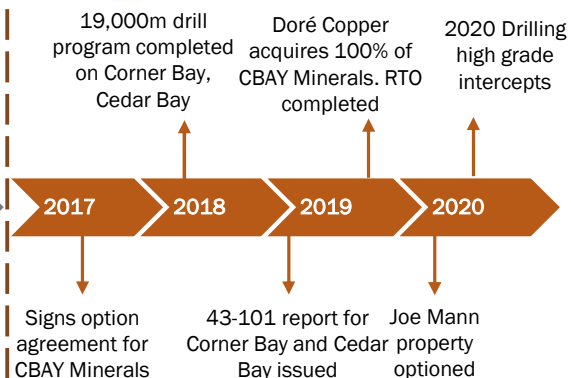 19,000m drill
program completed
on Corner Bay,
Cedar Bay
Doré Copper
acquires 100% of
CBAY Minerals. RTO
completed
2020 Drilling
high grade
intercepts
2017
2018
2019
2020
Signs option
agreement for
CBAY Minerals
43-101 report for
Corner Bay and Cedar
Bay issued
Joe Mann
property
optioned